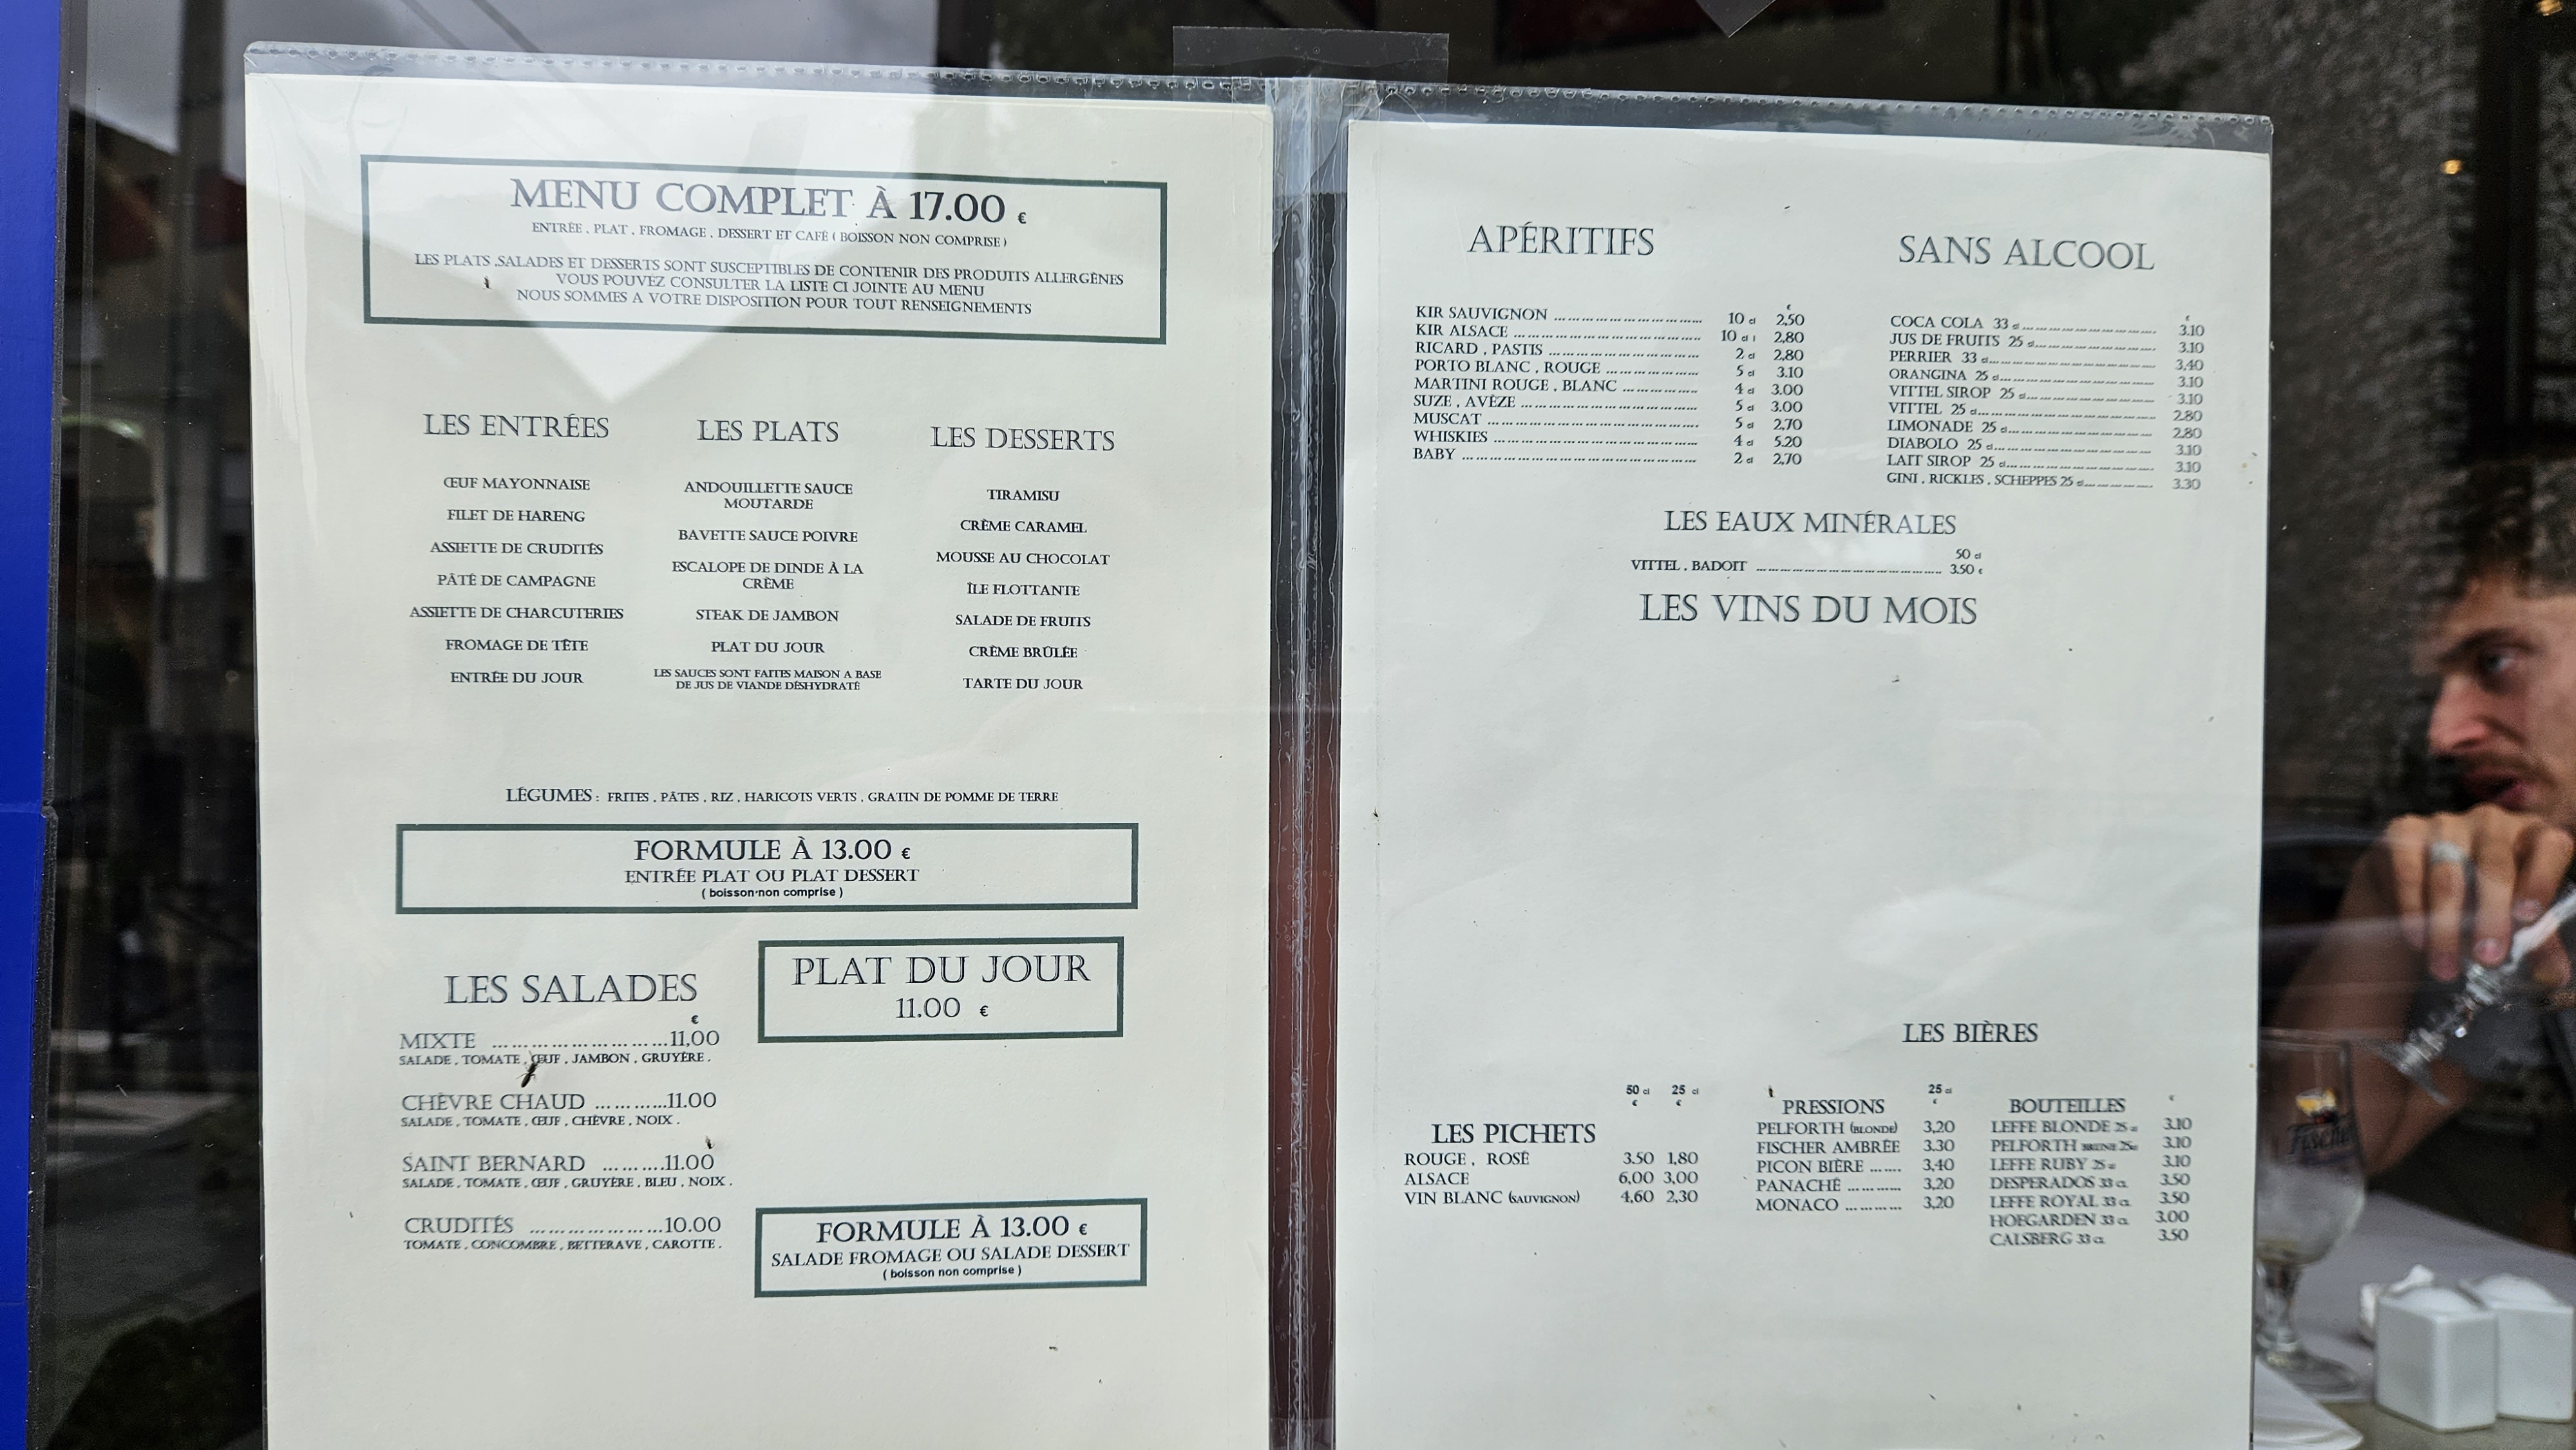 MENU COMPLET À 17.00 €
ENTRÉE . PLAT . FROMAGE . DESSERT ET CAFÉ ( BOISSON NON COMPRISE )
LES PLATS .SALADES ET DESSERTS SONT SUSCEPTIBLES DE CONTENIR DES PRODUITS ALLERGÈNES
VOUS POUVEZ CONSULTER LA LISTE CI JOINTE AU MENU
NOUS SOMMES A VOTRE DISPOSITION POUR TOUT RENSEIGNEMENTS
LES ENTRÉES
ŒUF MAYONNAISE
FILET DE HARENG
ASSIETTE DE CRUDITÉS
PÂTÉ DE CAMPAGNE
ASSIETTE DE CHARCUTERIES
FROMAGE DE TÊTE
ENTRÉE DU JOUR
LES PLATS
ANDOUILLETTE SAUCE
MOUTARDE
BAVETTE SAUCE POIVRE
ESCALOPE DE DINDE À LA
CRÈME
STEAK DE JAMBON
PLAT DU JOUR
LES SAUCES SONT FAITES MAISON A BASE
DE JUS DE VIANDE DÉSHYDRATÉ
LES DESSERTS
TIRAMISU
CRÈME CARAMEL
MOUSSE AU CHOCOLAT
ÎLE FLOTTANTE
SALADE DE FRUITS
CRÈME BRÛLÉE
TARTE DU JOUR
LÉGUMES : FRITES . PÂTES . RIZ . HARICOTS VERTS . GRATIN DE POMME DE TERRE
FORMULE À 13.00 €
ENTRÉE PLAT OU PLAT DESSERT
( boisson non comprise )
LES SALADES
€
MIXTE ..............................11,00
SALADE . TOMATE . ŒUF . JAMBON . GRUYÈRE .
CHÈVRE CHAUD ............11.00
SALADE . TOMATE . ŒUF . CHÈVRE . NOIX .
SAINT BERNARD ..........11.00
SALADE . TOMATE . ŒUF . GRUYÈRE . BLEU . NOIX .
CRUDITÉS .......................10.00
TOMATE . CONCOMBRE . BETTERAVE . CAROTTE .
PLAT DU JOUR
11.00 €
FORMULE À 13.00 €
SALADE FROMAGE OU SALADE DESSERT
( boisson non comprise )
APÉRITIFS
€
KIR SAUVIGNON .......................... 10 cl 2,50
KIR ALSACE .......................... 10 cl 2,80
RICARD . PASTIS .......................... 2 cl 2,80
PORTO BLANC , ROUGE ................ 5 cl 3.10
MARTINI ROUGE , BLANC ............. 4 cl 3.00
SUZE , AVÈZE .......................... 5 cl 3.00
MUSCAT .......................... 5 cl 2,70
WHISKIES .......................... 4 cl 5.20
BABY .......................... 2 cl 2,70
SANS ALCOOL
€
COCA COLA 33 cl .................... 3.10
JUS DE FRUITS 25 cl .................... 3.10
PERRIER 33 cl .................... 3,40
ORANGINA 25 cl .................... 3.10
VITTEL SIROP 25 cl .................... 3.10
VITTEL 25 cl .................... 2.80
LIMONADE 25 cl .................... 2.80
DIABOLO 25 cl .................... 3.10
LAIT SIROP 25 cl .................... 3.10
GINI . RICKLES . SCHEPPES 25 cl .......... 3.30
LES EAUX MINÉRALES
50 cl
VITTEL . BADOIT .................... 3.50 €
LES VINS DU MOIS
LES BIÈRES
50 cl 25 cl
€ €
LES PICHETS
ROUGE , ROSÉ 3.50 1,80
ALSACE 6,00 3,00
VIN BLANC (SAUVIGNON) 4,60 2,30
25 cl
€
PRESSIONS
PELFORTH (BLONDE) 3,20
FISCHER AMBRÉE 3.30
PICON BIÈRE ....... 3,40
PANACHÉ ............ 3,20
MONACO ............ 3,20
BOUTEILLES €
LEFFE BLONDE 25 cl 3.10
PELFORTH BRUNE 25cl 3.10
LEFFE RUBY 25 cl 3.10
DESPERADOS 33 cl 3.50
LEFFE ROYAL 33 cl 3.50
HOEGARDEN 33 cl 3.00
CALSBERG 33 cl 3.50
Fischer